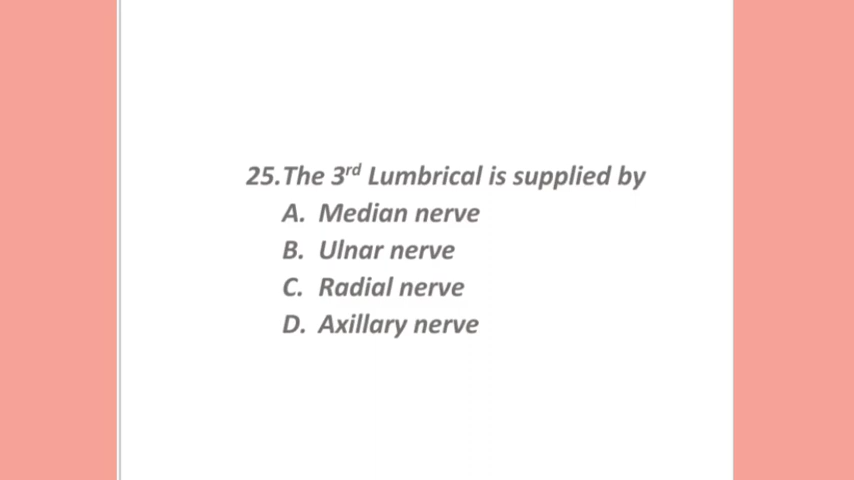 25.The 3rd Lumbrical is supplied by
A. Median nerve
B. Ulnar nerve
C. Radial nerve
D. Axillary nerve